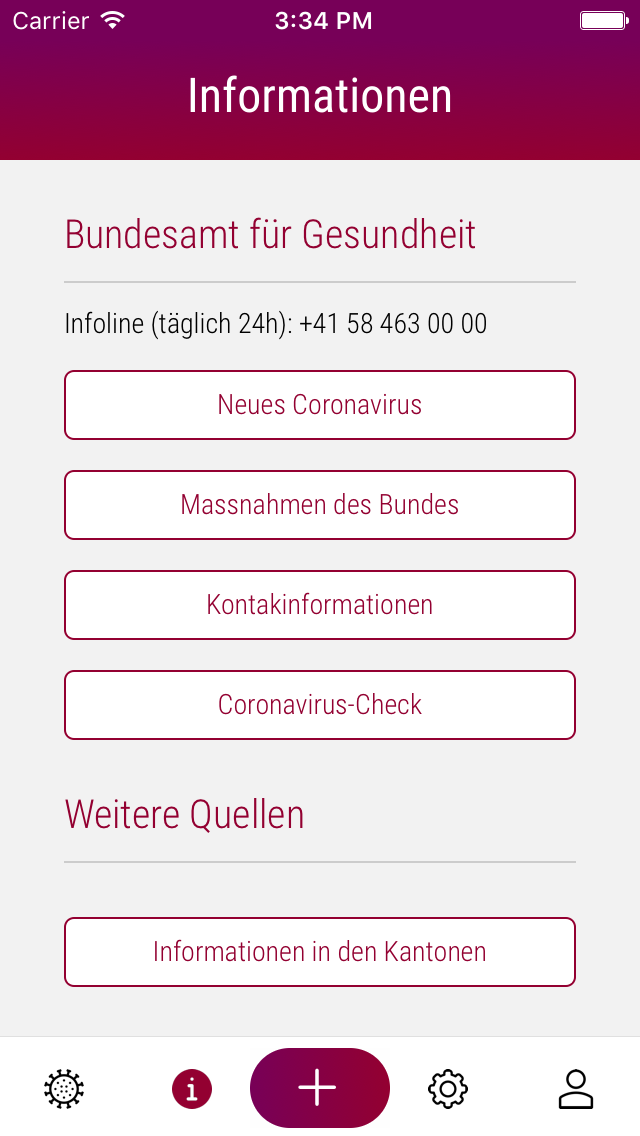 Carrier 3:34 PM
Informationen
Bundesamt für Gesundheit
Infoline (täglich 24h): +41 58 463 00 00
Neues Coronavirus
Massnahmen des Bundes
Kontakinformationen
Coronavirus-Check
Weitere Quellen
Informationen in den Kantonen